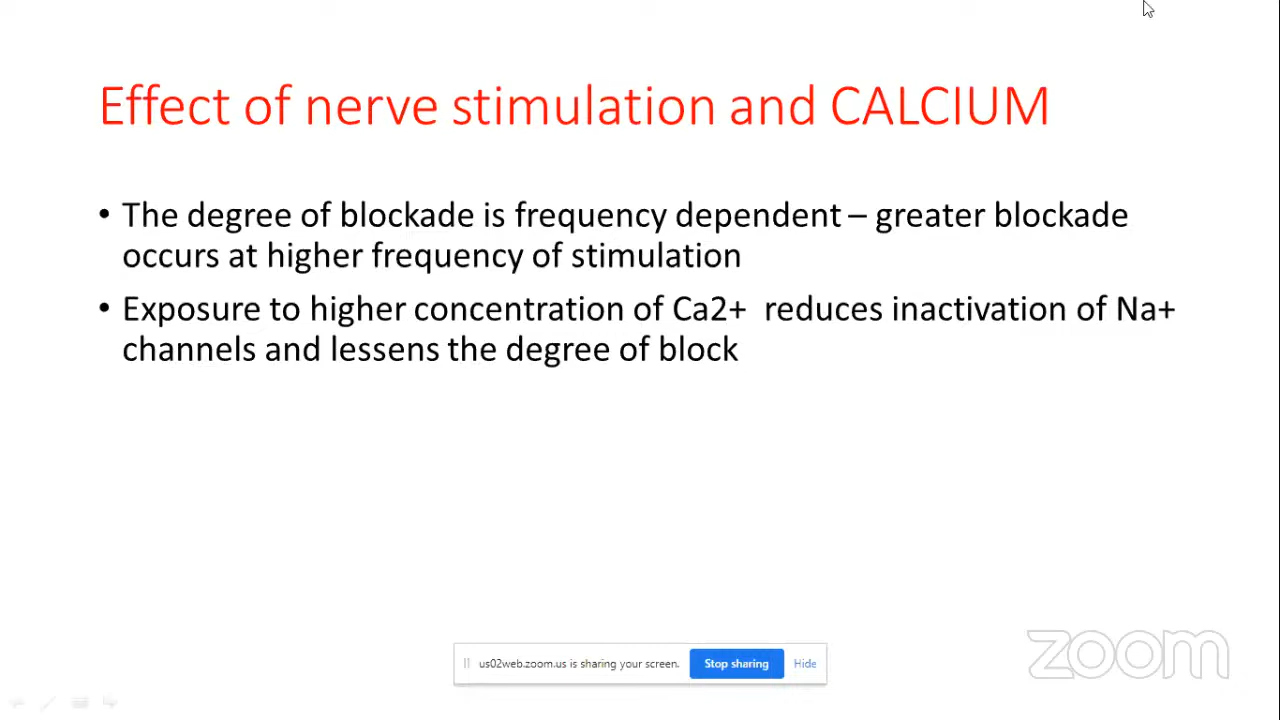 Effect of nerve stimulation and CALCIUM
• The degree of blockade is frequency dependent – greater blockade
occurs at higher frequency of stimulation
• Exposure to higher concentration of Ca2+  reduces inactivation of Na+
channels and lessens the degree of block
us02web.zoom.us is sharing your screen. Stop sharing Hide
zoom